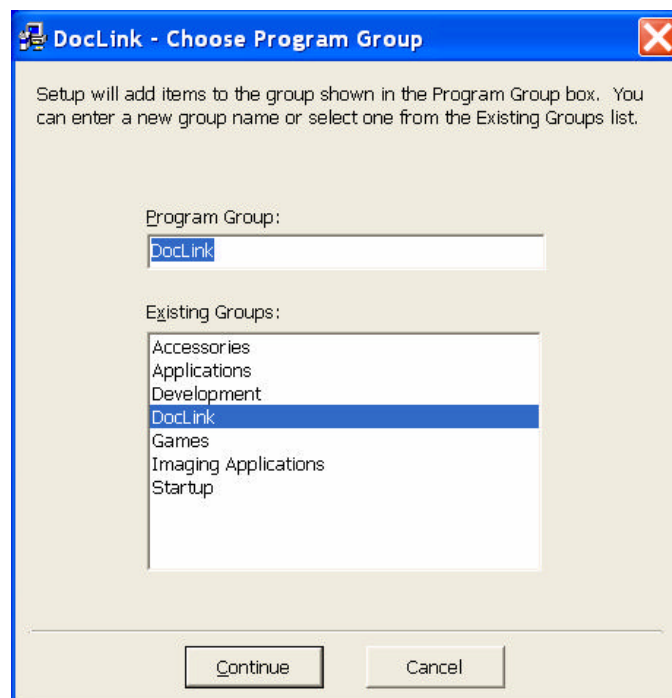 DocLink - Choose Program Group
Setup will add items to the group shown in the Program Group box. You
can enter a new group name or select one from the Existing Groups list.
Program Group:
DocLink
Existing Groups:
Accessories
Applications
Development
DocLink
Games
Imaging Applications
Startup
Continue Cancel